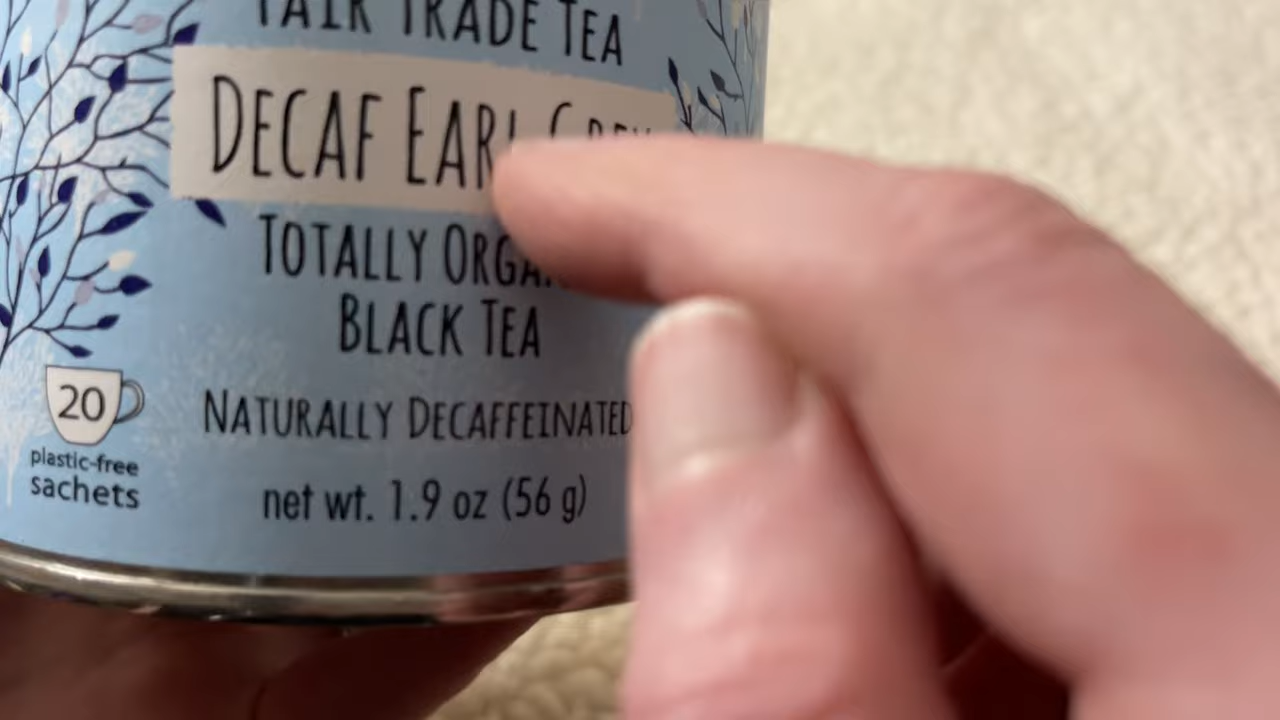 FAIR TRADE TEA
DECAF EARL GREY
TOTALLY
BLACK TEA
NATURALLY DECAFFEINATED
20
plastic-free
sachets
net wt. 1.9 oz (56 g)